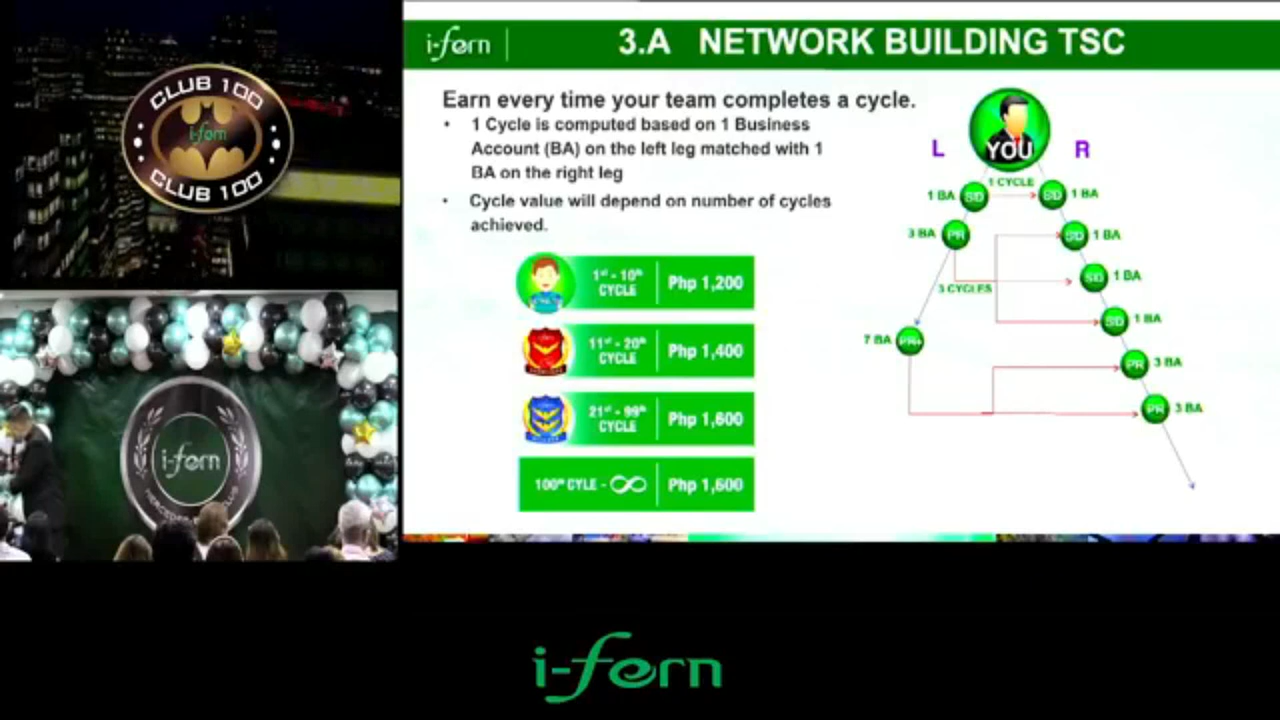 CLUB 100
i-fern
CLUB 100
i-fern
i-fern
3.A NETWORK BUILDING TSC
Earn every time your team completes a cycle.
• 1 Cycle is computed based on 1 Business
Account (BA) on the left leg matched with 1
BA on the right leg
• Cycle value will depend on number of cycles
achieved.
1st - 10th
CYCLE
Php 1,200
11st - 20th
CYCLE
Php 1,400
21st - 99th
CYCLE
Php 1,600
100th CYLE - ∞
Php 1,600
YOU
L
R
1 CYCLE
1 BA
SD
SD
1 BA
3 BA
PR
SD
1 BA
SD
1 BA
3 CYCLES
SD
1 BA
7 BA
PR+
PR
3 BA
PR
3 BA
i-fern